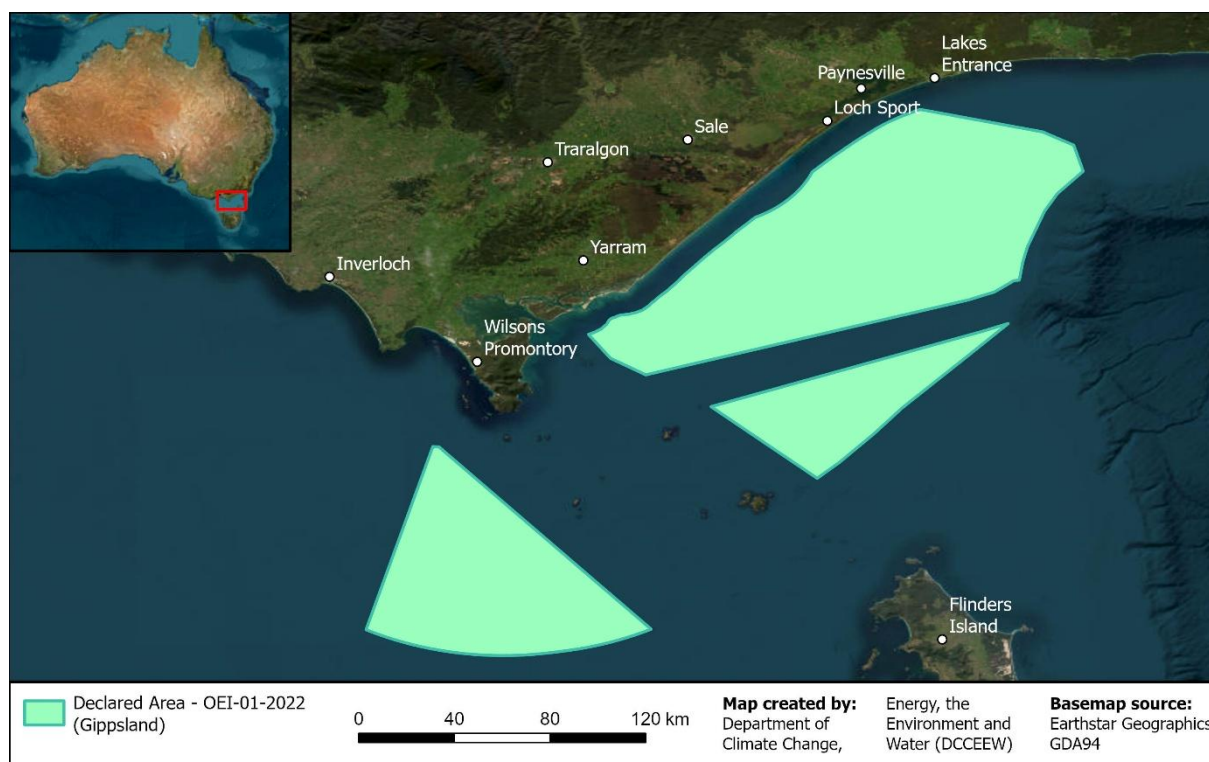 Lakes
Entrance
Paynesville
Loch Sport
Sale
Traralgon
Yarram
Inverloch
Wilsons
Promontory
Flinders
Island
Declared Area - OEI-01-2022
(Gippsland)
0 40 80 120 km
Map created by:
Department of
Climate Change,
Energy, the
Environment and
Water (DCCEEW)
Basemap source:
Earthstar Geographics
GDA94